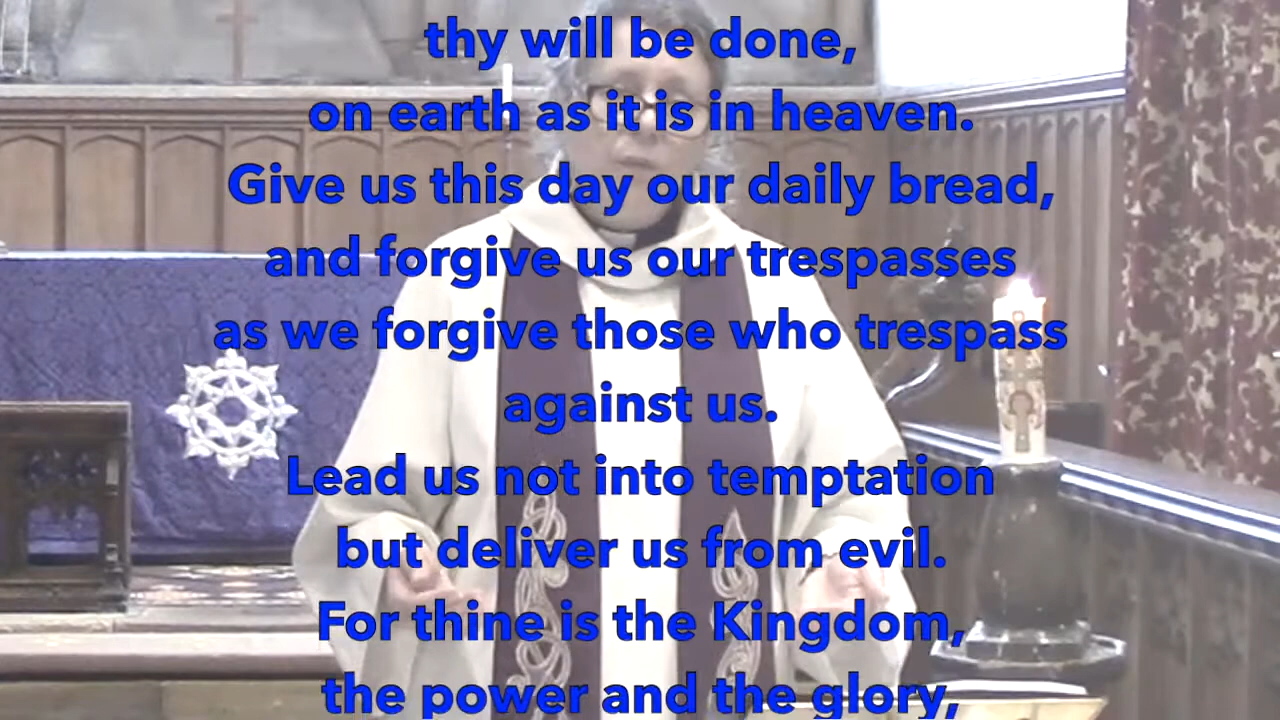 thy will be done,
on earth as it is in heaven.
Give us this day our daily bread,
and forgive us our trespasses
as we forgive those who trespass
against us.
Lead us not into temptation
but deliver us from evil.
For thine is the Kingdom,
the power and the glory,